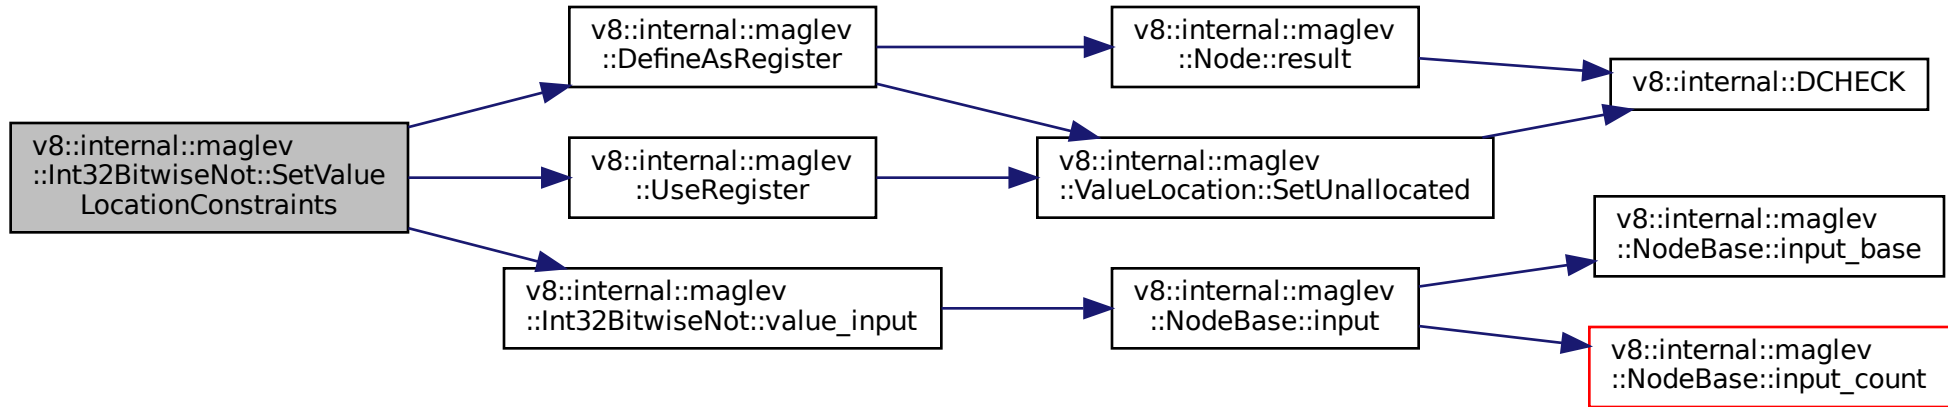 v8::internal::maglev
::Int32BitwiseNot::SetValue
LocationConstraints
v8::internal::maglev
::DefineAsRegister
v8::internal::maglev
::UseRegister
v8::internal::maglev
::Int32BitwiseNot::value_input
v8::internal::maglev
::Node::result
v8::internal::maglev
::ValueLocation::SetUnallocated
v8::internal::maglev
::NodeBase::input
v8::internal::DCHECK
v8::internal::maglev
::NodeBase::input_base
v8::internal::maglev
::NodeBase::input_count